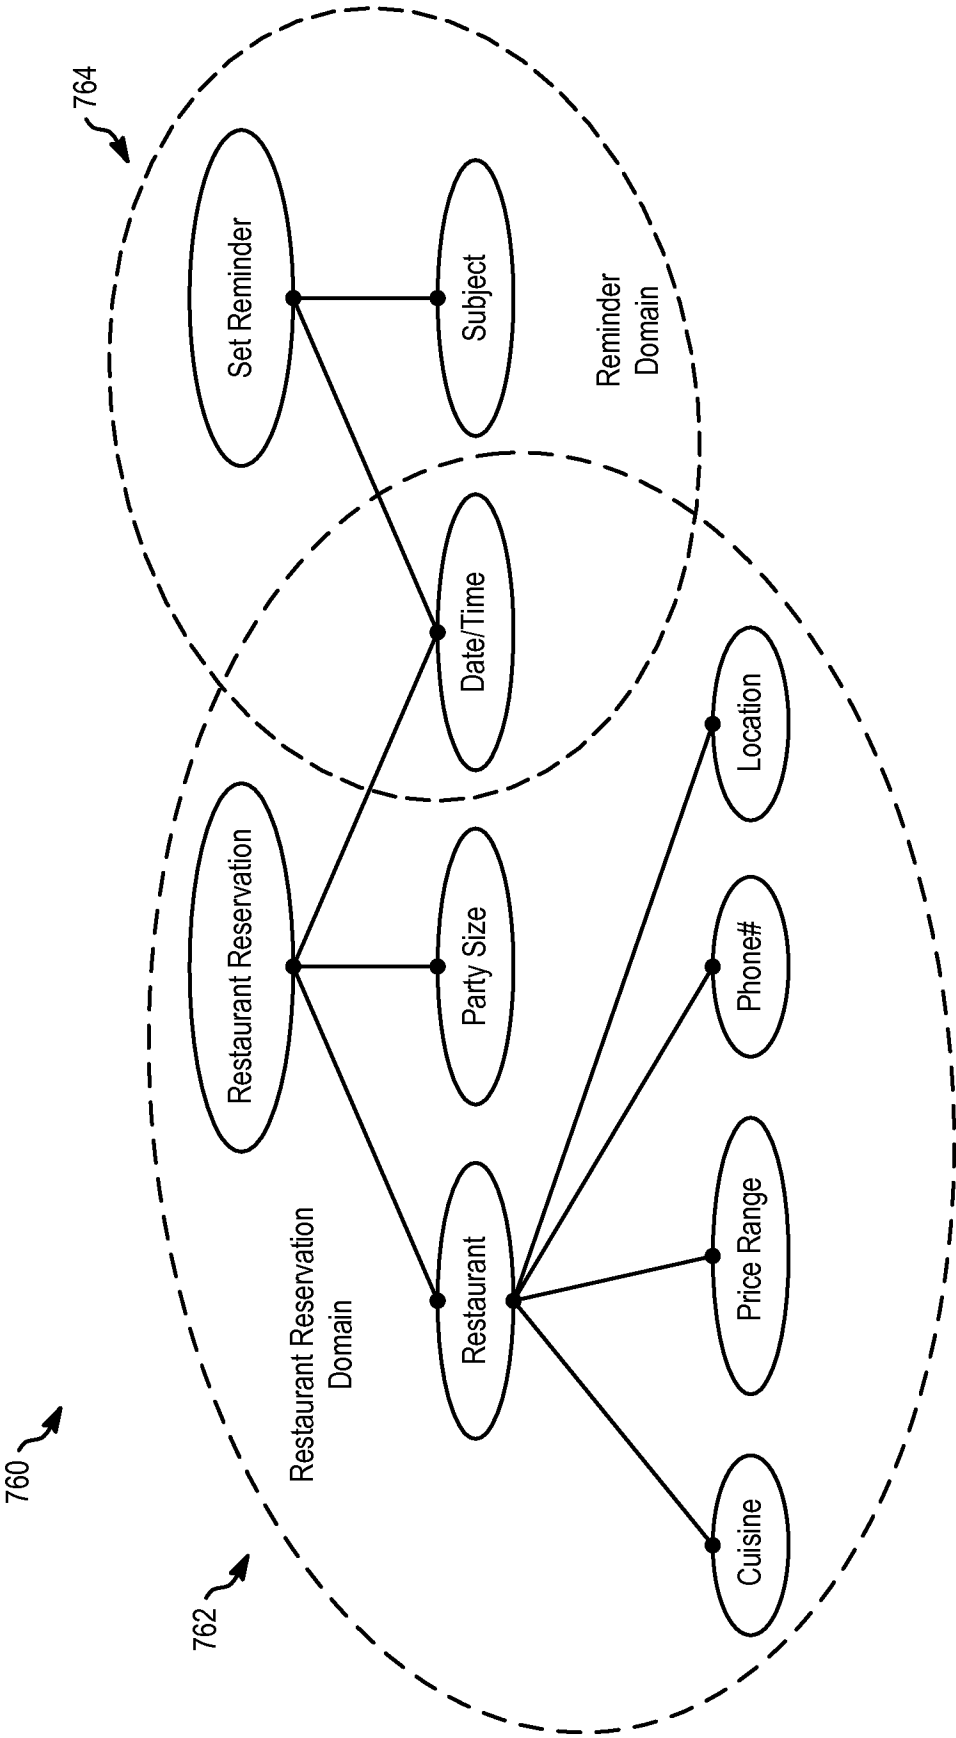 760
762
764
Restaurant Reservation
Set Reminder
Restaurant Reservation
Domain
Restaurant
Party Size
Date/Time
Subject
Reminder
Domain
Cuisine
Price Range
Phone#
Location